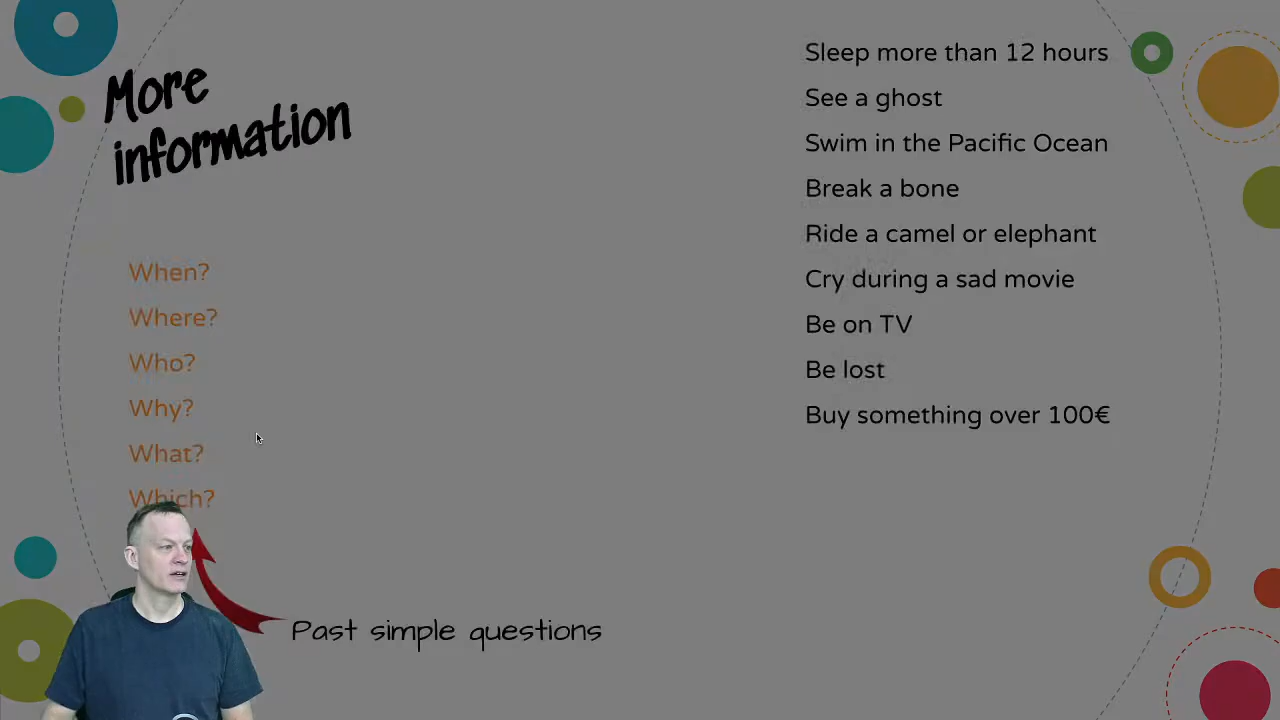 More
information
When?
Where?
Who?
Why?
What?
Which?
Past simple questions
Sleep more than 12 hours
See a ghost
Swim in the Pacific Ocean
Break a bone
Ride a camel or elephant
Cry during a sad movie
Be on TV
Be lost
Buy something over 100€